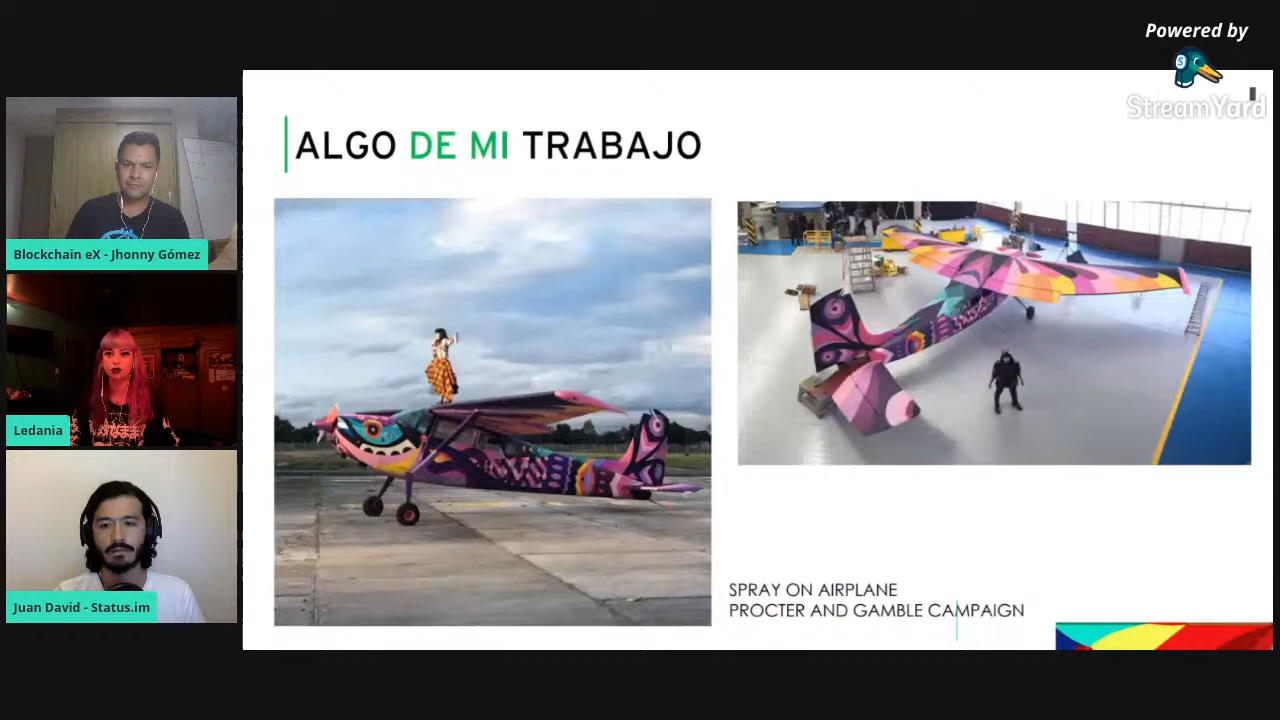 Powered by
StreamYard
ALGO DE MI TRABAJO
Blockchain eX - Jhonny Gómez
Ledania
Juan David - Status.im
SPRAY ON AIRPLANE
PROCTER AND GAMBLE CAMPAIGN